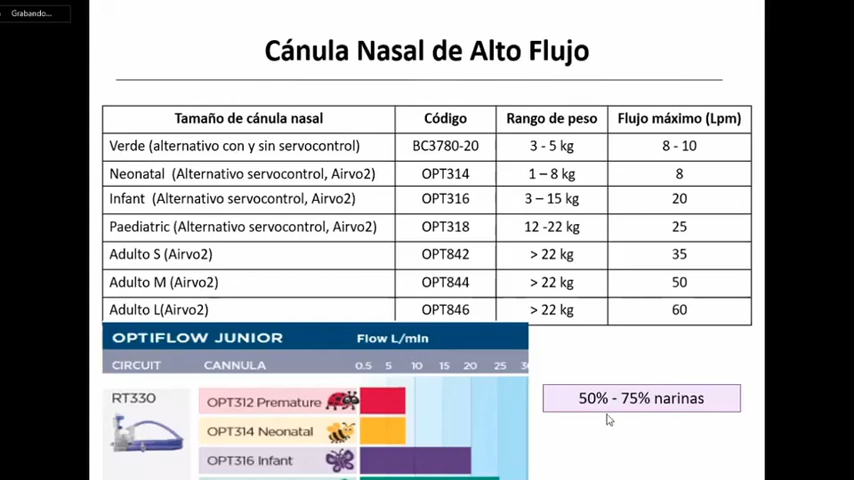 Grabando...
Cánula Nasal de Alto Flujo
Tamaño de cánula nasal Código Rango de peso Flujo máximo (Lpm)
Verde (alternativo con y sin servocontrol) BC3780-20 3 - 5 kg 8 - 10
Neonatal (Alternativo servocontrol, Airvo2) OPT314 1 – 8 kg 8
Infant (Alternativo servocontrol, Airvo2) OPT316 3 – 15 kg 20
Paediatric (Alternativo servocontrol, Airvo2) OPT318 12 -22 kg 25
Adulto S (Airvo2) OPT842 > 22 kg 35
Adulto M (Airvo2) OPT844 > 22 kg 50
Adulto L(Airvo2) OPT846 > 22 kg 60
OPTIFLOW JUNIOR Flow L/min
CIRCUIT CANNULA 0.5 5 10 15 20 25
RT330
OPT312 Premature
OPT314 Neonatal
OPT316 Infant
50% - 75% narinas